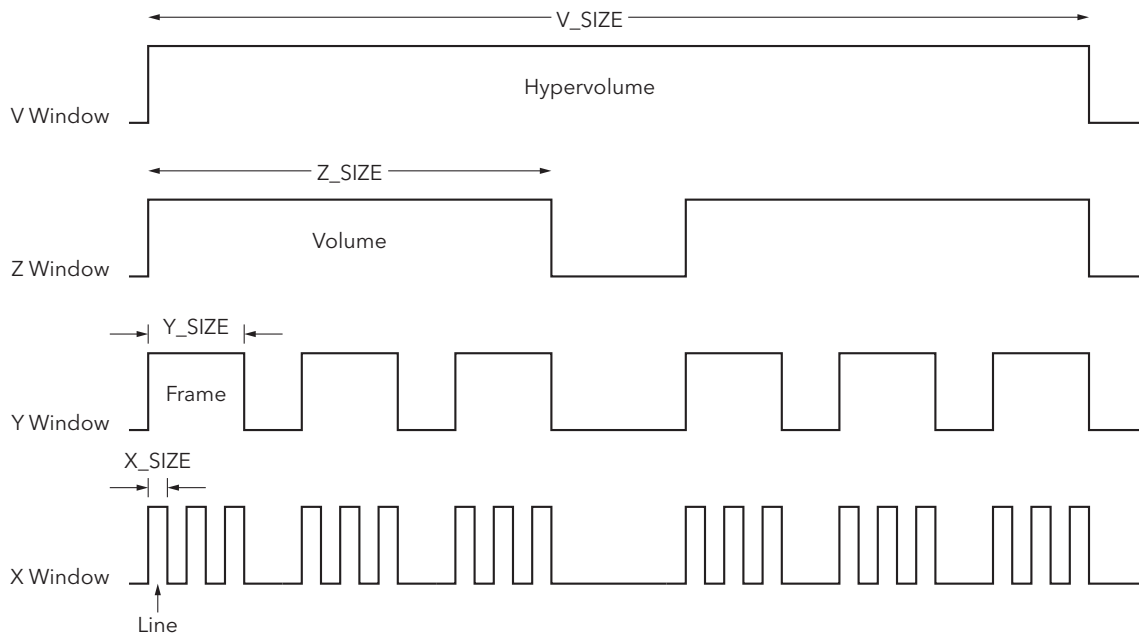 V_SIZE
Hypervolume
V Window
Z_SIZE
Volume
Z Window
Y_SIZE
Frame
Y Window
X_SIZE
X Window
Line